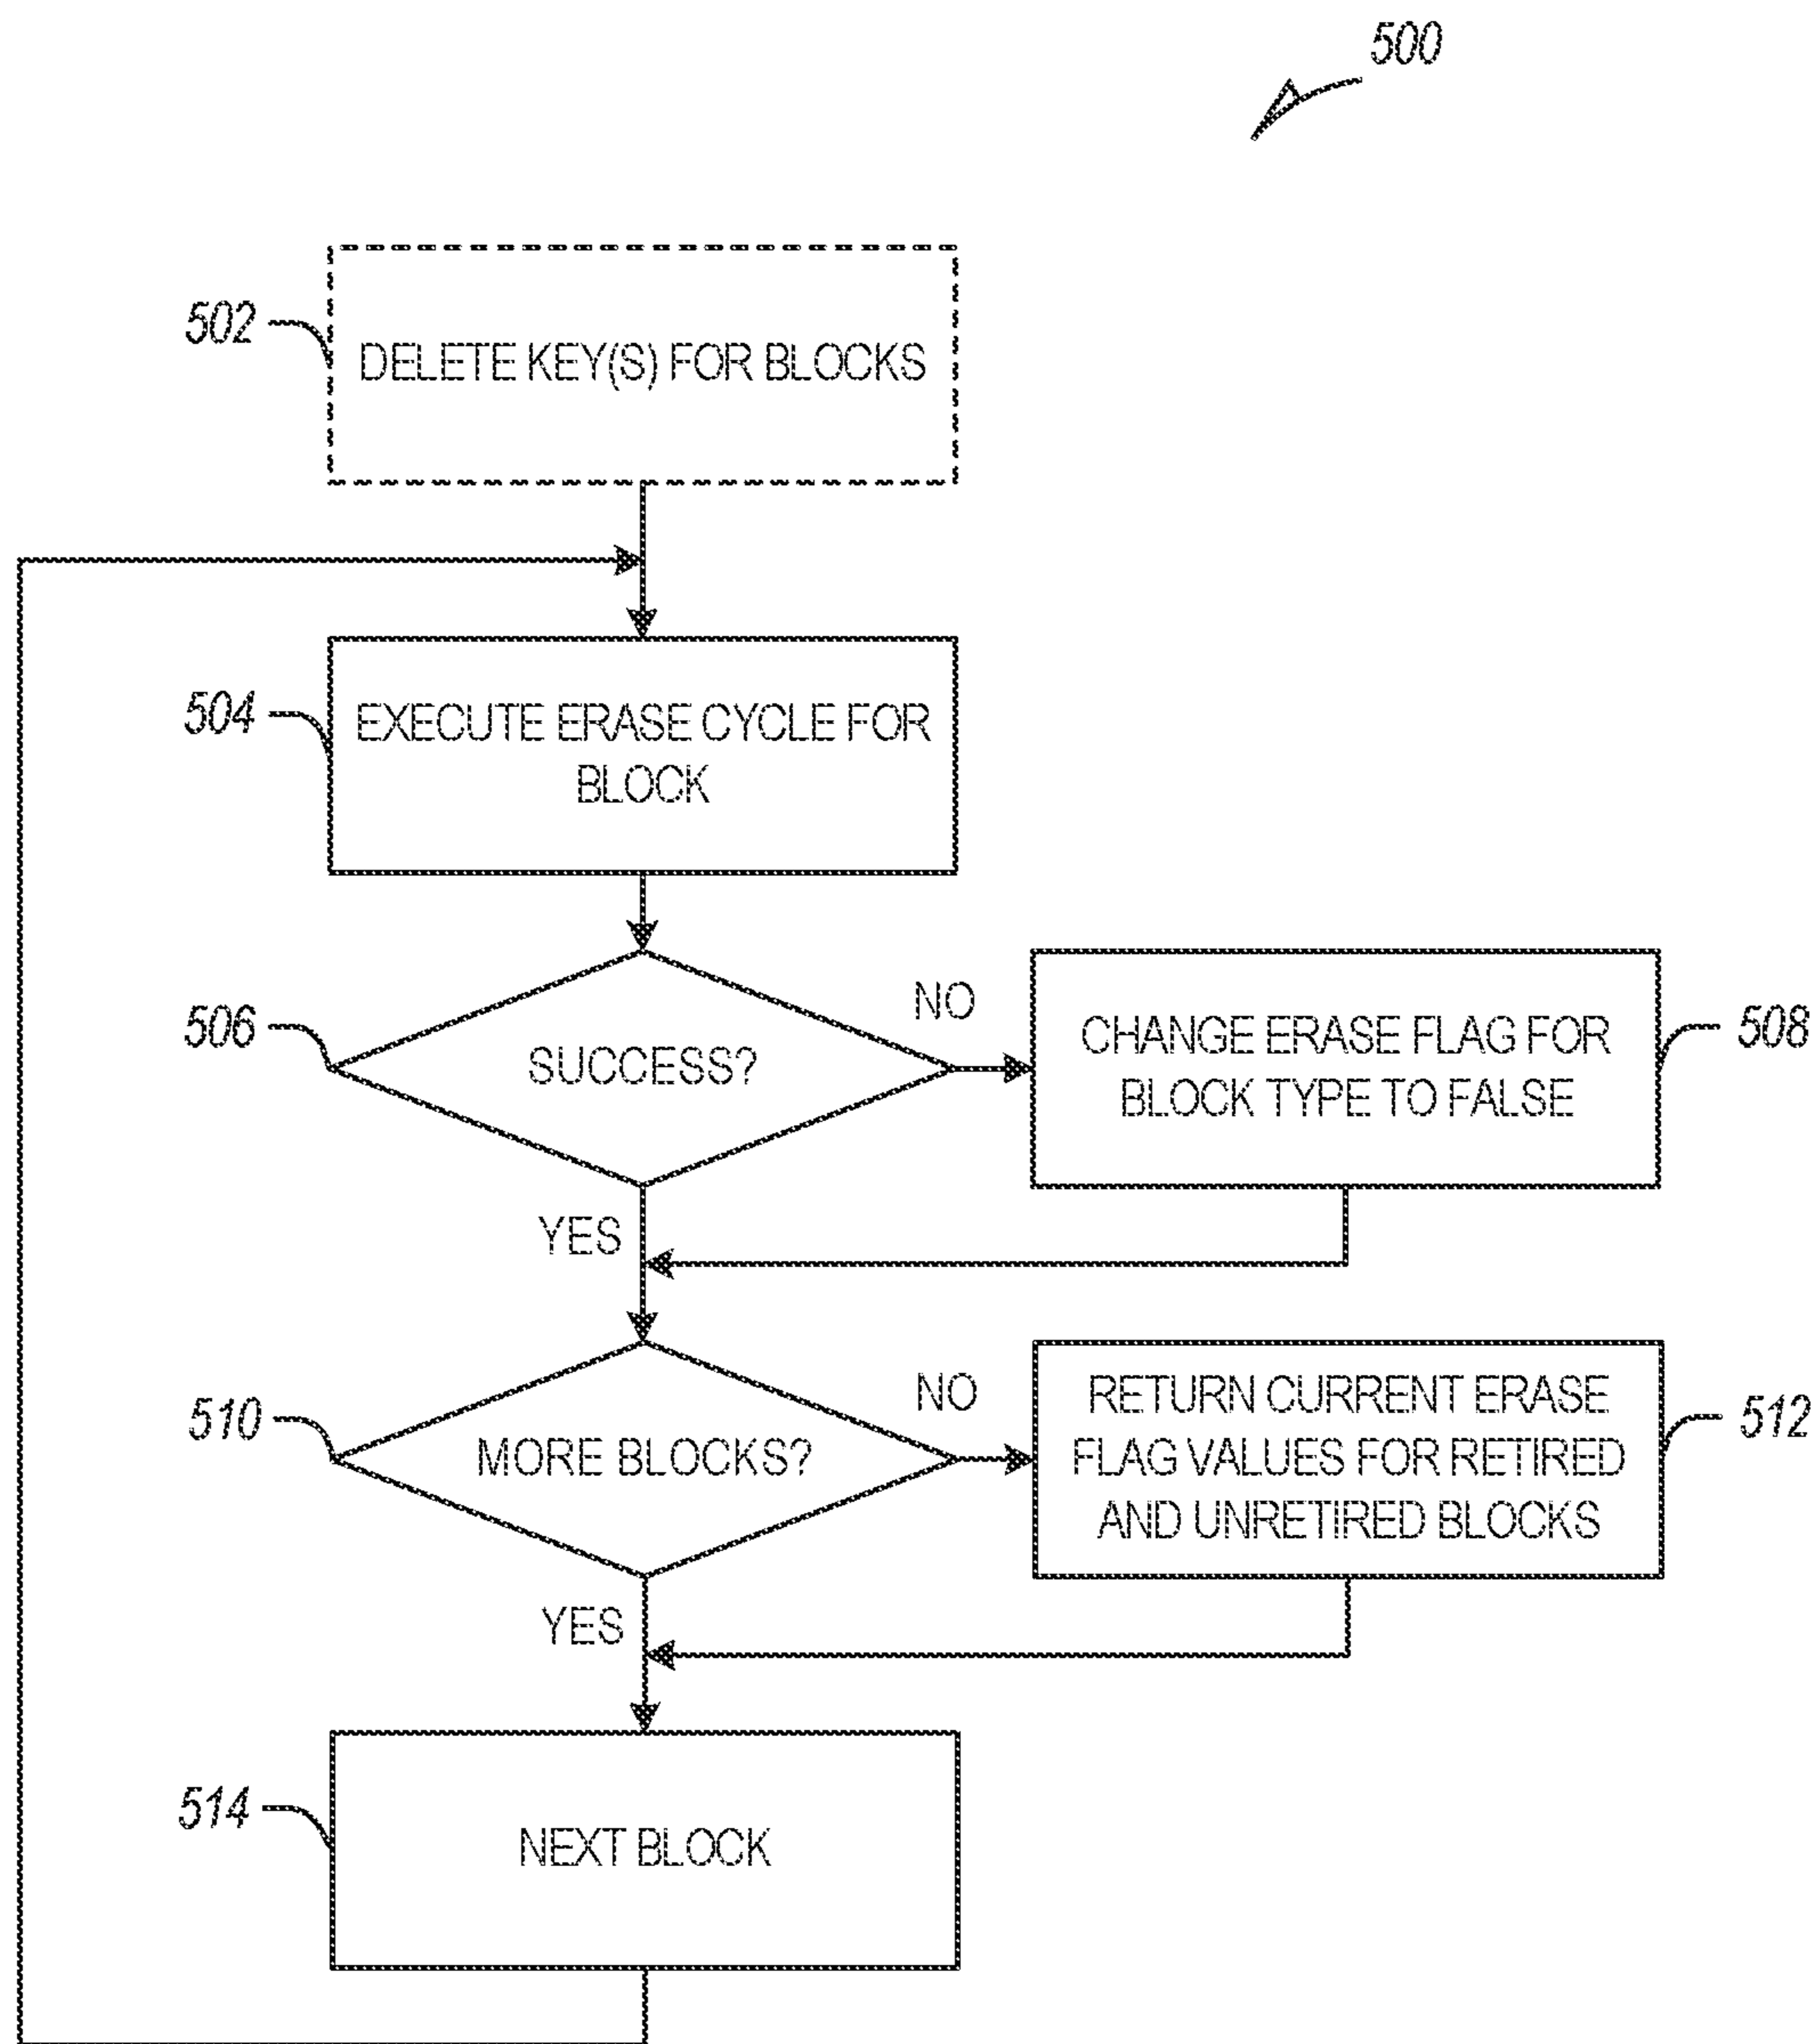 500
502
DELETE KEY(S) FOR BLOCKS
504
EXECUTE ERASE CYCLE FOR
BLOCK
506
SUCCESS?
NO
CHANGE ERASE FLAG FOR
BLOCK TYPE TO FALSE
508
YES
510
MORE BLOCKS?
NO
RETURN CURRENT ERASE
FLAG VALUES FOR RETIRED
AND UNRETIRED BLOCKS
512
YES
514
NEXT BLOCK